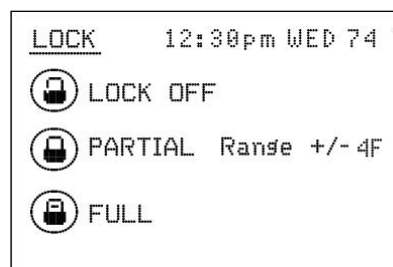 LOCK 12:30pm WED 74
LOCK OFF
PARTIAL Range +/- 4F
FULL